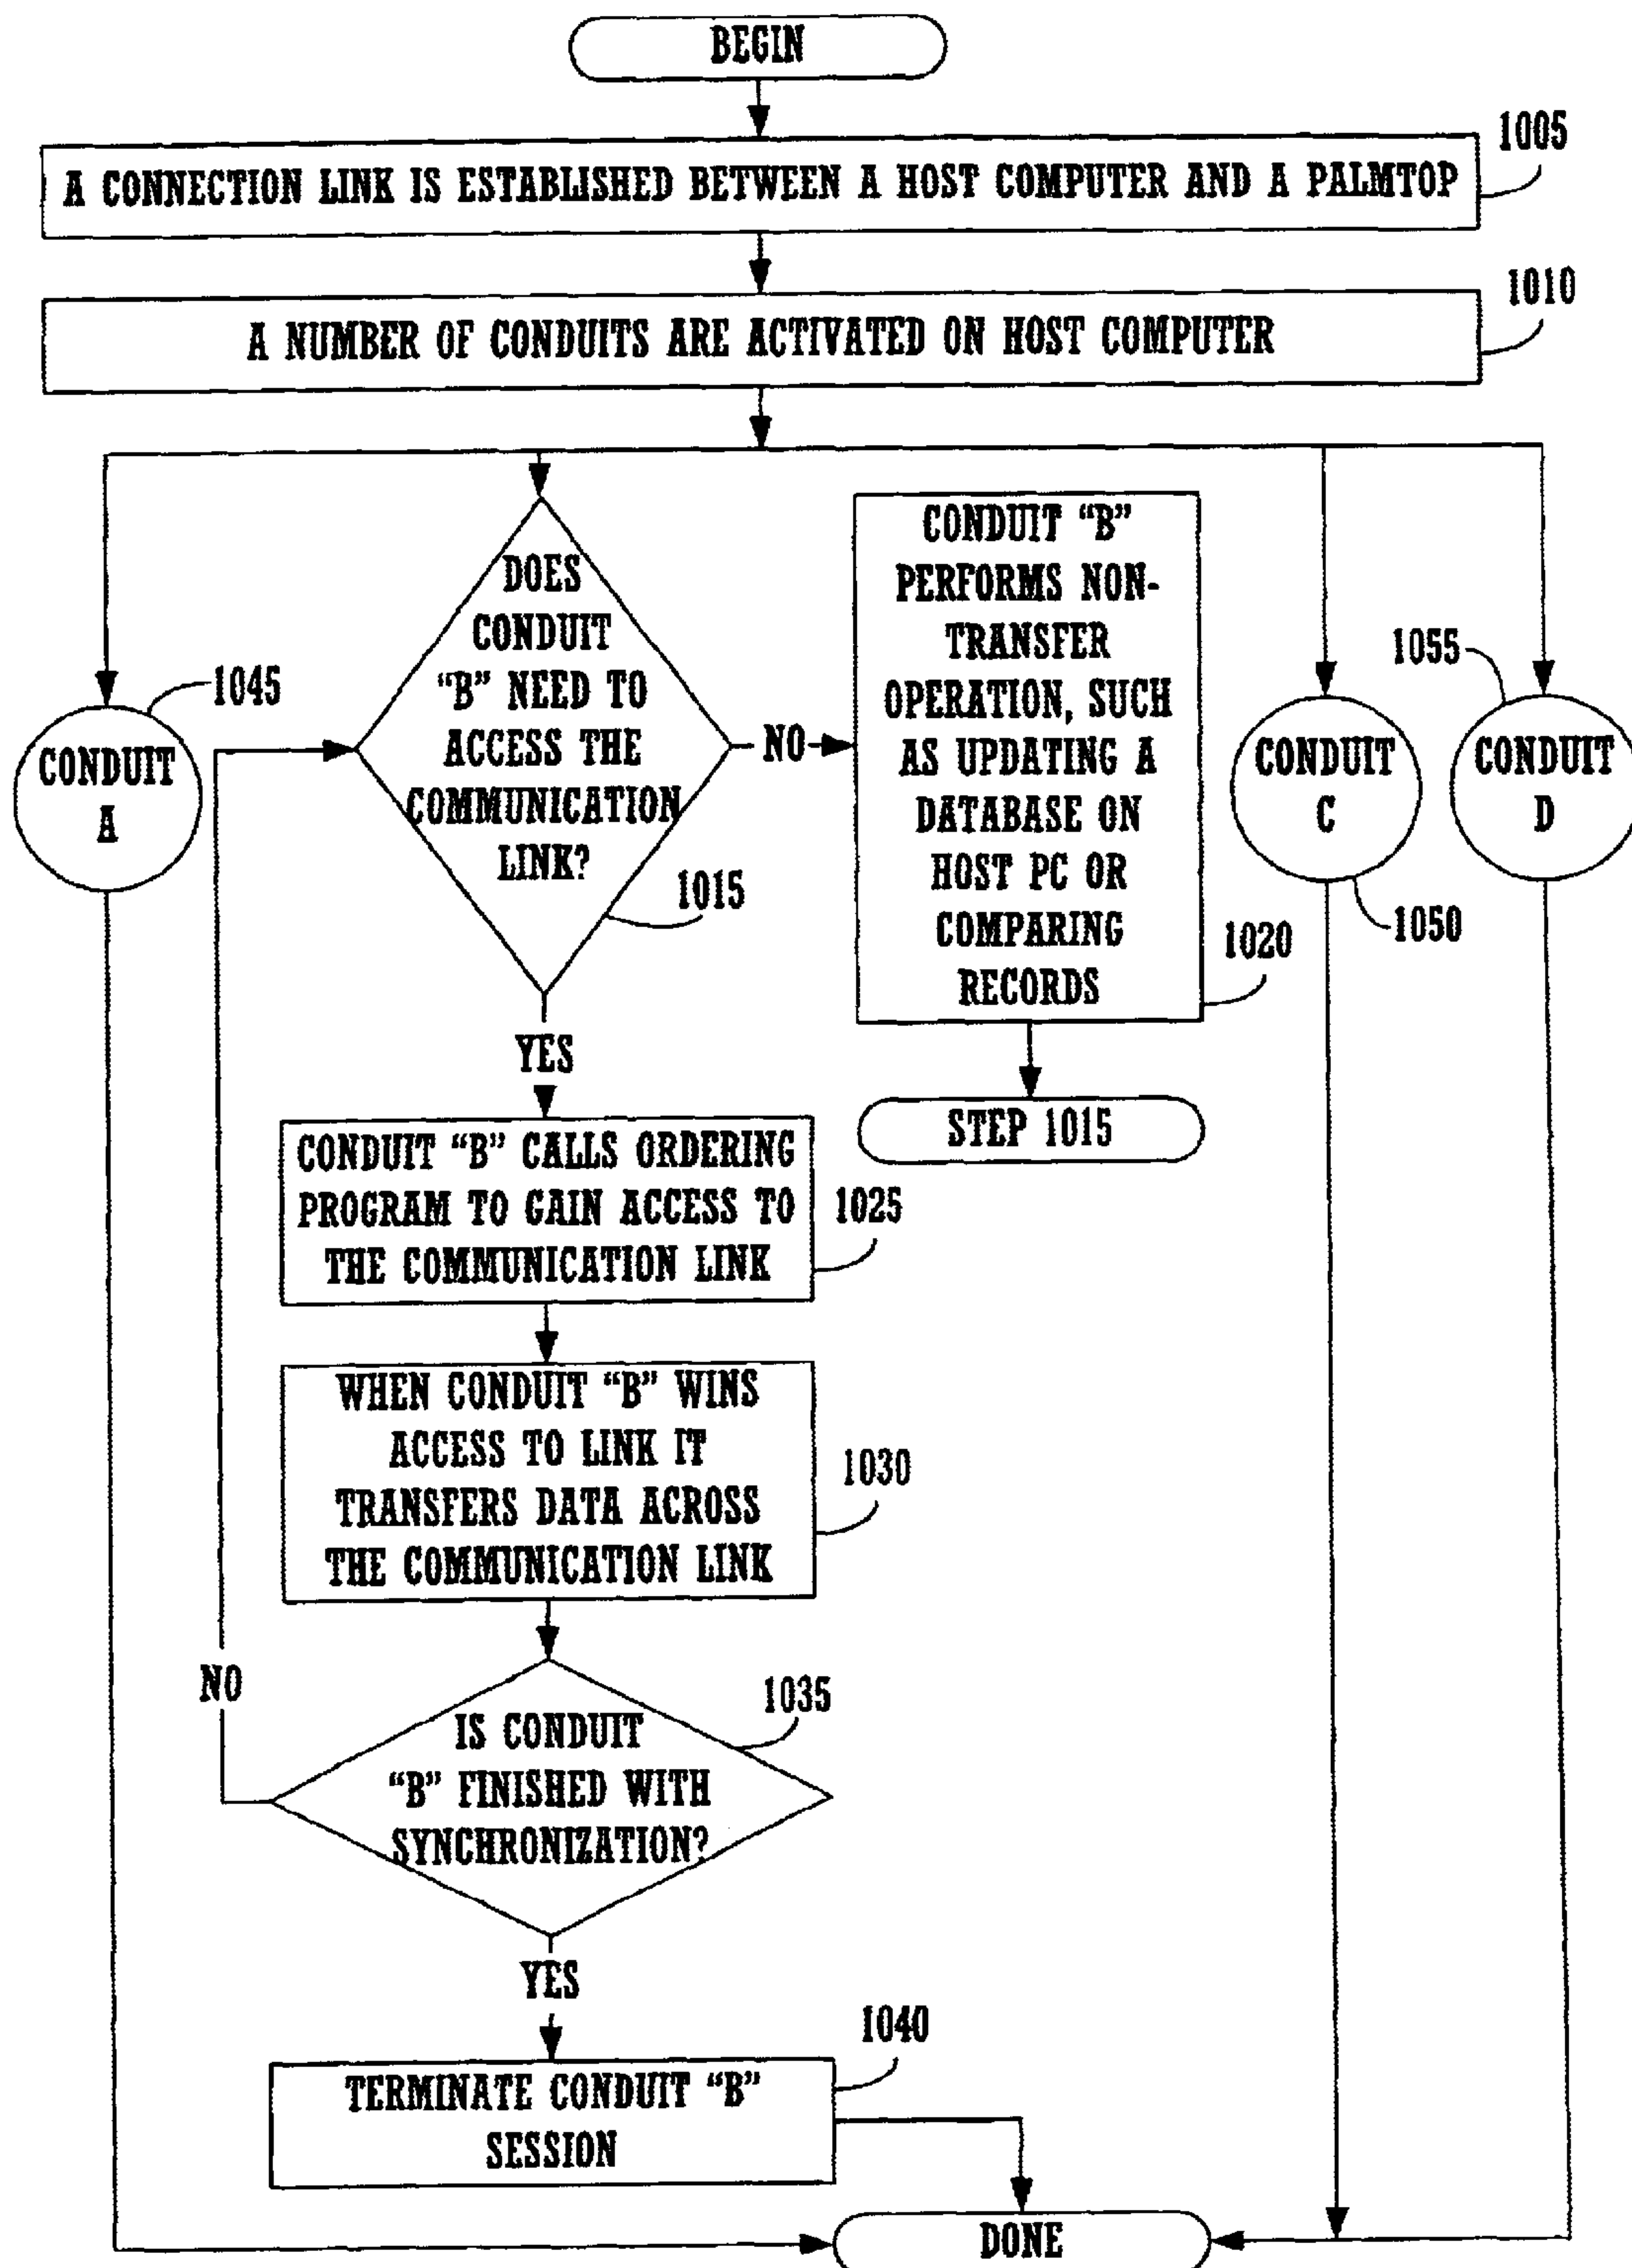 BEGIN
A CONNECTION LINK IS ESTABLISHED BETWEEN A HOST COMPUTER AND A PALMTOP
1005
A NUMBER OF CONDUITS ARE ACTIVATED ON HOST COMPUTER
1010
CONDUIT
A
1045
DOES
CONDUIT
“B” NEED TO
ACCESS THE
COMMUNICATION
LINK?
1015
NO
CONDUIT “B”
PERFORMS NON-
TRANSFER
OPERATION, SUCH
AS UPDATING A
DATABASE ON
HOST PC OR
COMPARING
RECORDS
1020
STEP 1015
CONDUIT
C
1050
CONDUIT
D
1055
YES
CONDUIT “B” CALLS ORDERING
PROGRAM TO GAIN ACCESS TO
THE COMMUNICATION LINK
1025
WHEN CONDUIT “B” WINS
ACCESS TO LINK IT
TRANSFERS DATA ACROSS
THE COMMUNICATION LINK
1030
IS CONDUIT
“B” FINISHED WITH
SYNCHRONIZATION?
1035
NO
YES
TERMINATE CONDUIT “B”
SESSION
1040
DONE